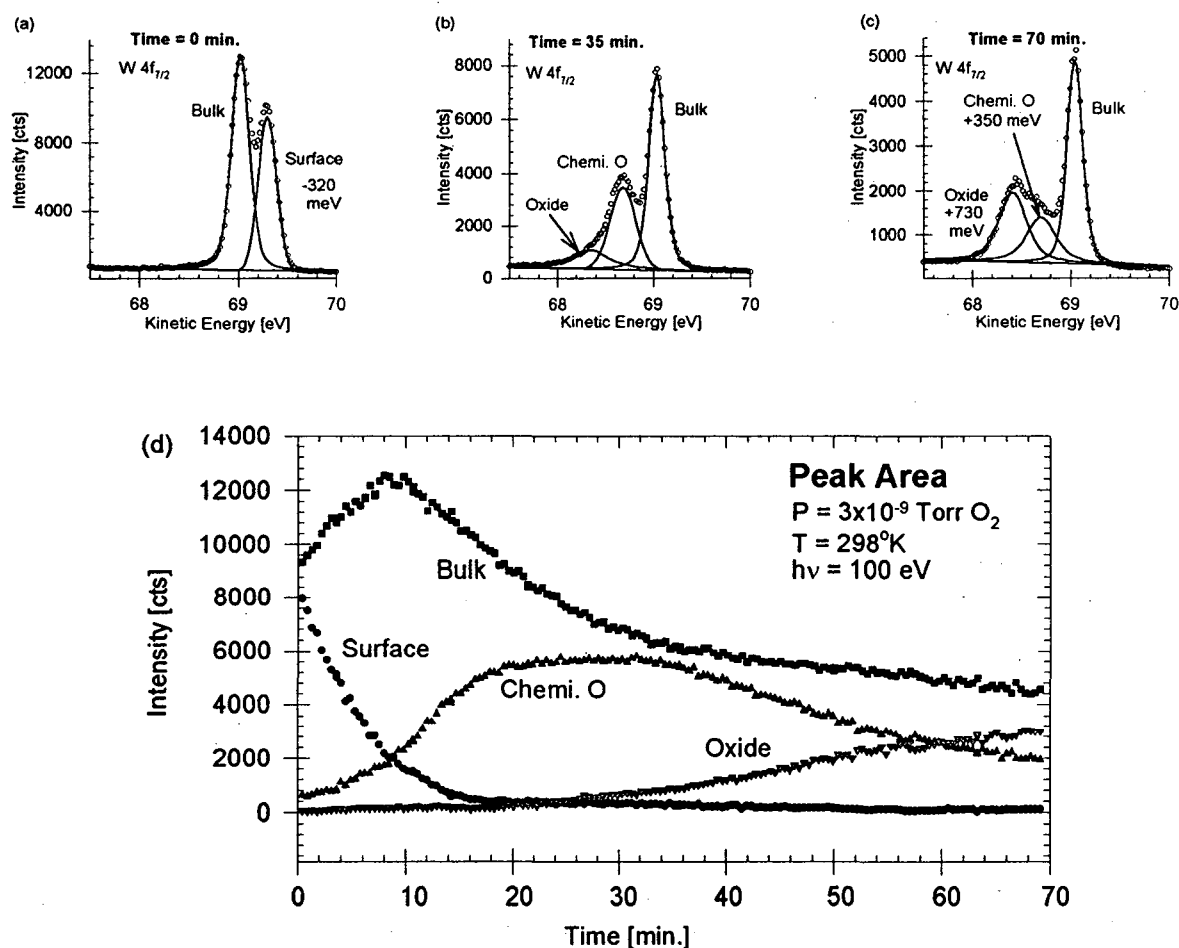 (a)
Time = 0 min.
W 4f7/2
Bulk
Surface
-320
meV
12000
8000
4000
Intensity [cts]
68
69
70
Kinetic Energy [eV]
(b)
Time = 35 min.
W 4f7/2
Bulk
Chemi. O
Oxide
8000
6000
4000
2000
0
Intensity [cts]
68
69
70
Kinetic Energy [eV]
(c)
Time = 70 min.
W 4f7/2
Chemi. O
+350 meV
Bulk
Oxide
+730
meV
5000
4000
3000
2000
1000
Intensity [cts]
68
69
70
Kinetic Energy [eV]
(d)
Peak Area
P = 3x10⁻⁹ Torr O₂
T = 298°K
hν = 100 eV
Bulk
Surface
Chemi. O
Oxide
14000
12000
10000
8000
6000
4000
2000
0
Intensity [cts]
0
10
20
30
40
50
60
70
Time [min.]